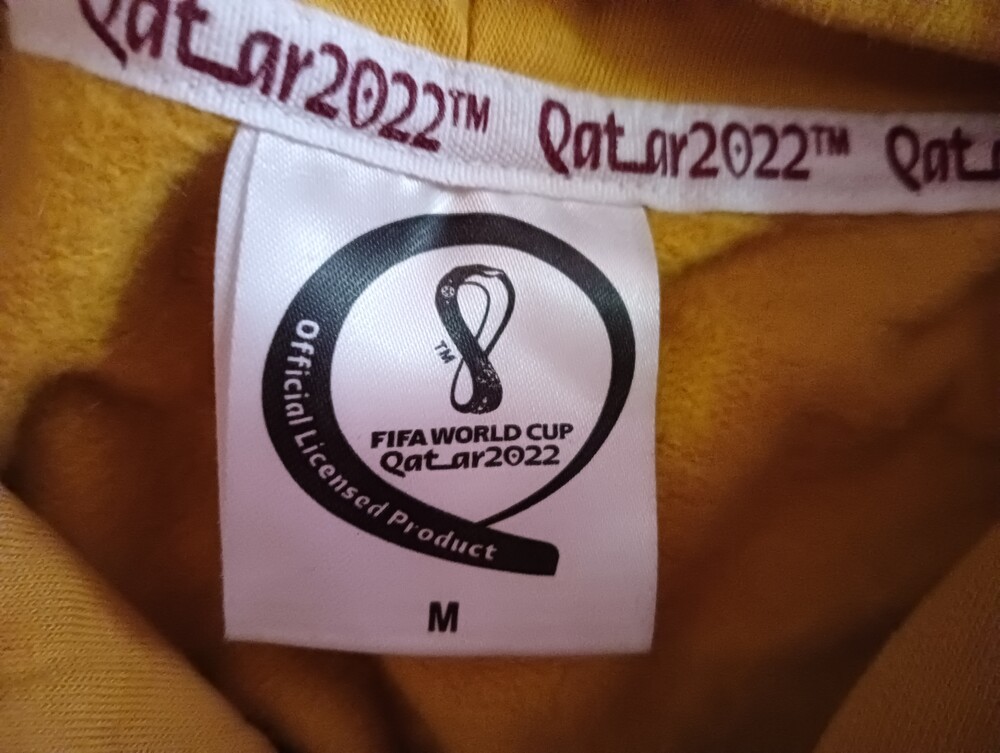 Qatar2022™ Qatar2022™ Qat
Official Licensed Product
TM
FIFA WORLD CUP
Qatar2022
M